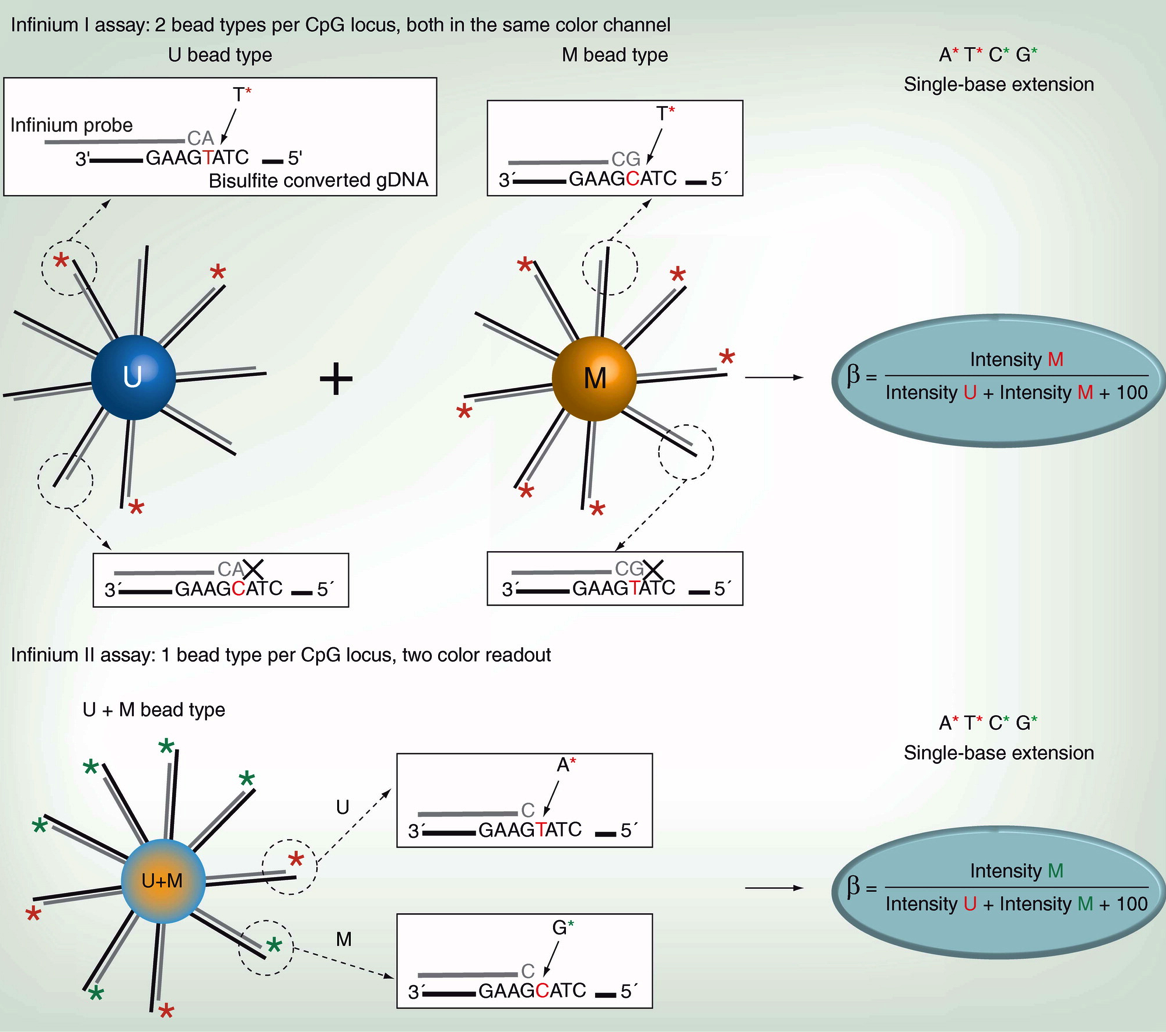 Infinium I assay: 2 bead types per CpG locus, both in the same color channel
U bead type
M bead type
A* T* C* G*
Single-base extension
T*
Infinium probe
CA
3' GAAGTATC 5'
Bisulfite converted gDNA
T*
CG
3´ GAAGCATC 5´
U
+
M
β = Intensity M
Intensity U + Intensity M + 100
CA
3´ GAAGCATC 5´
CG
3´ GAAGTATC 5´
Infinium II assay: 1 bead type per CpG locus, two color readout
U + M bead type
A* T* C* G*
Single-base extension
U+M
U
A*
C
3´ GAAGTATC 5´
M
G*
C
3´ GAAGCATC 5´
β = Intensity M
Intensity U + Intensity M + 100